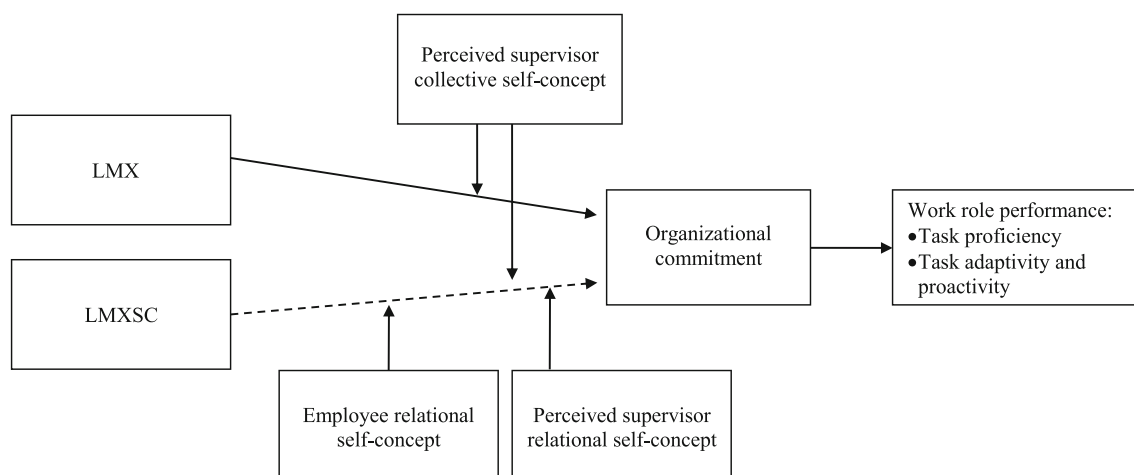 Perceived supervisor
collective self-concept
LMX
LMXSC
Organizational
commitment
Work role performance:
•Task proficiency
•Task adaptivity and
proactivity
Employee relational
self-concept
Perceived supervisor
relational self-concept